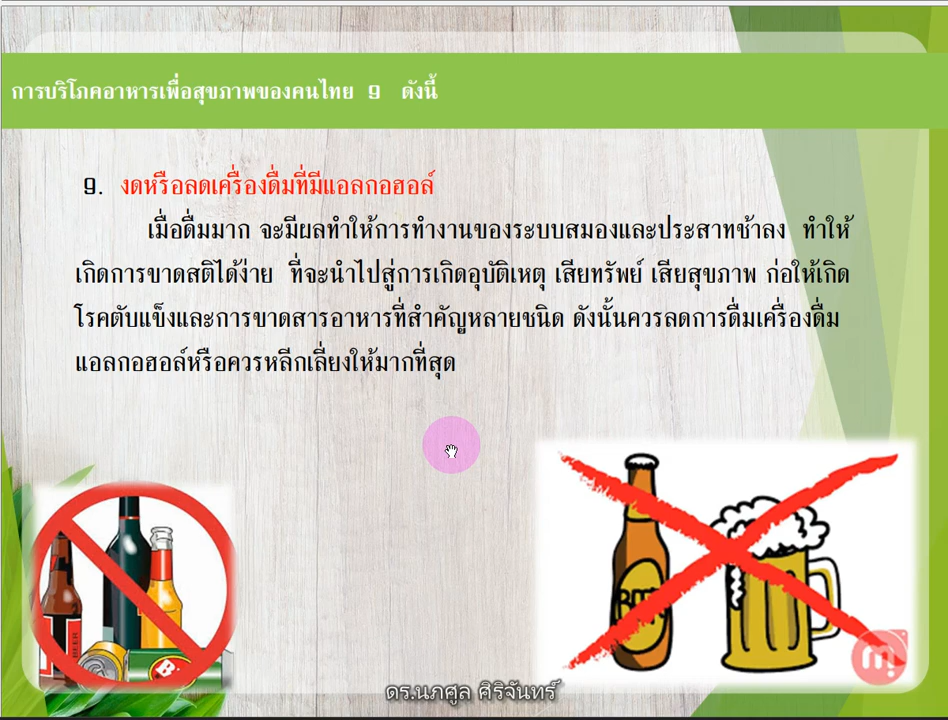 การบริโภคอาหารเพื่อสุขภาพของคนไทย 9 ดังนี้
9. งดหรือลดเครื่องดื่มที่มีแอลกอฮอล์
เมื่อดื่มมาก จะมีผลทำให้การทำงานของระบบสมองและประสาทช้าลง ทำให้
เกิดการขาดสติได้ง่าย ที่จะนำไปสู่การเกิดอุบัติเหตุ เสียทรัพย์ เสียสุขภาพ ก่อให้เกิด
โรคตับแข็งและการขาดสารอาหารที่สำคัญหลายชนิด ดังนั้นควรลดการดื่มเครื่องดื่ม
แอลกอฮอล์หรือควรหลีกเลี่ยงให้มากที่สุด
BEER
B
m
ดร.นภศูล ศิริจันทร์